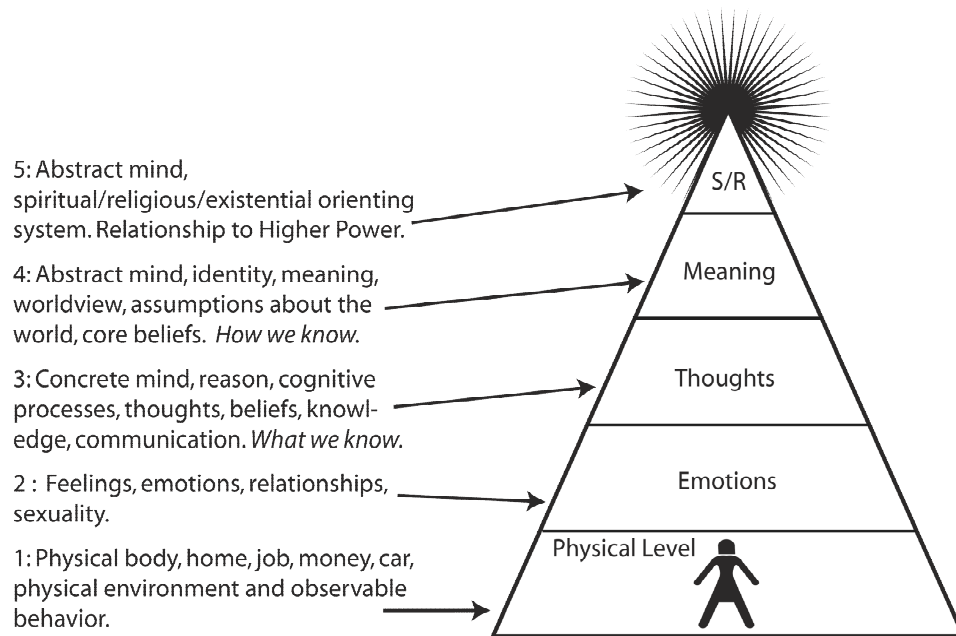 5: Abstract mind,
spiritual/religious/existential orienting
system. Relationship to Higher Power.
4: Abstract mind, identity, meaning,
worldview, assumptions about the
world, core beliefs. How we know.
3: Concrete mind, reason, cognitive
processes, thoughts, beliefs, knowl-
edge, communication. What we know.
2 : Feelings, emotions, relationships,
sexuality.
1: Physical body, home, job, money, car,
physical environment and observable
behavior.
S/R
Meaning
Thoughts
Emotions
Physical Level